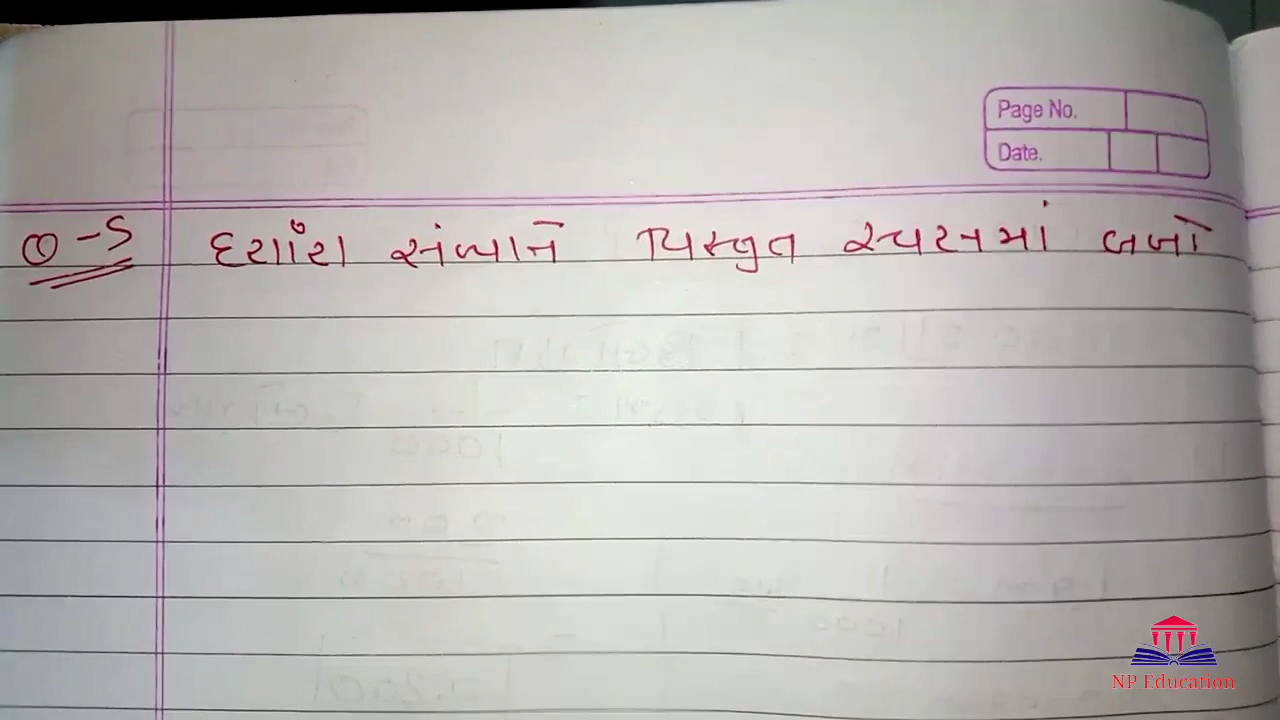 Page No.
Date.
Q-5 દશાંશ સંખ્યાને વિસ્તૃત સ્વરૂપમાં લખો
NP Education